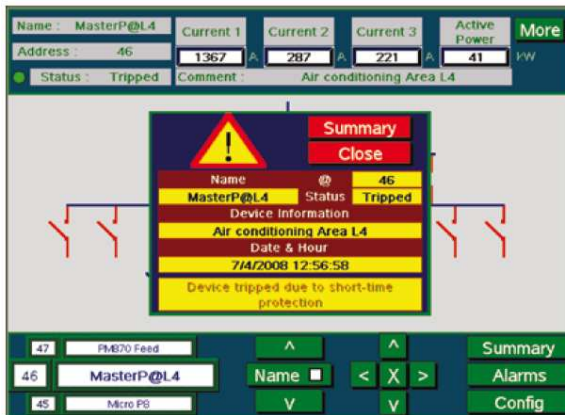 Name : MasterP@L4
Current 1 Current 2 Current 3 Active Power More
Address : 46
1367 A 287 A 221 A 41 kW
Status : Tripped Comment : Air conditioning Area L4
Summary
Close
Name @ 46
MasterP@L4 Status Tripped
Device Information
Air conditioning Area L4
Date & Hour
7/4/2008 12:56:58
Device tripped due to short-time
protection
47 PM870 Feed ^ ^ Summary
46 MasterP@L4 Name < X > Alarms
45 Micro P8 v v Config